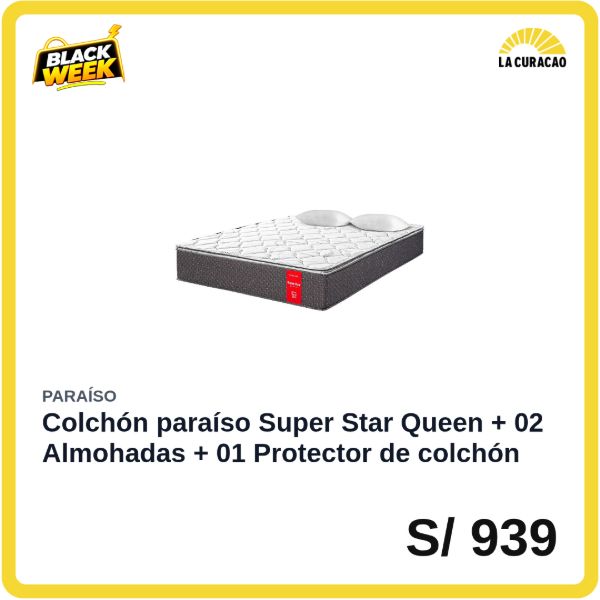 BLACK
WEEK
LA CURACAO
PARAÍSO
Colchón paraíso Super Star Queen + 02
Almohadas + 01 Protector de colchón
S/ 939